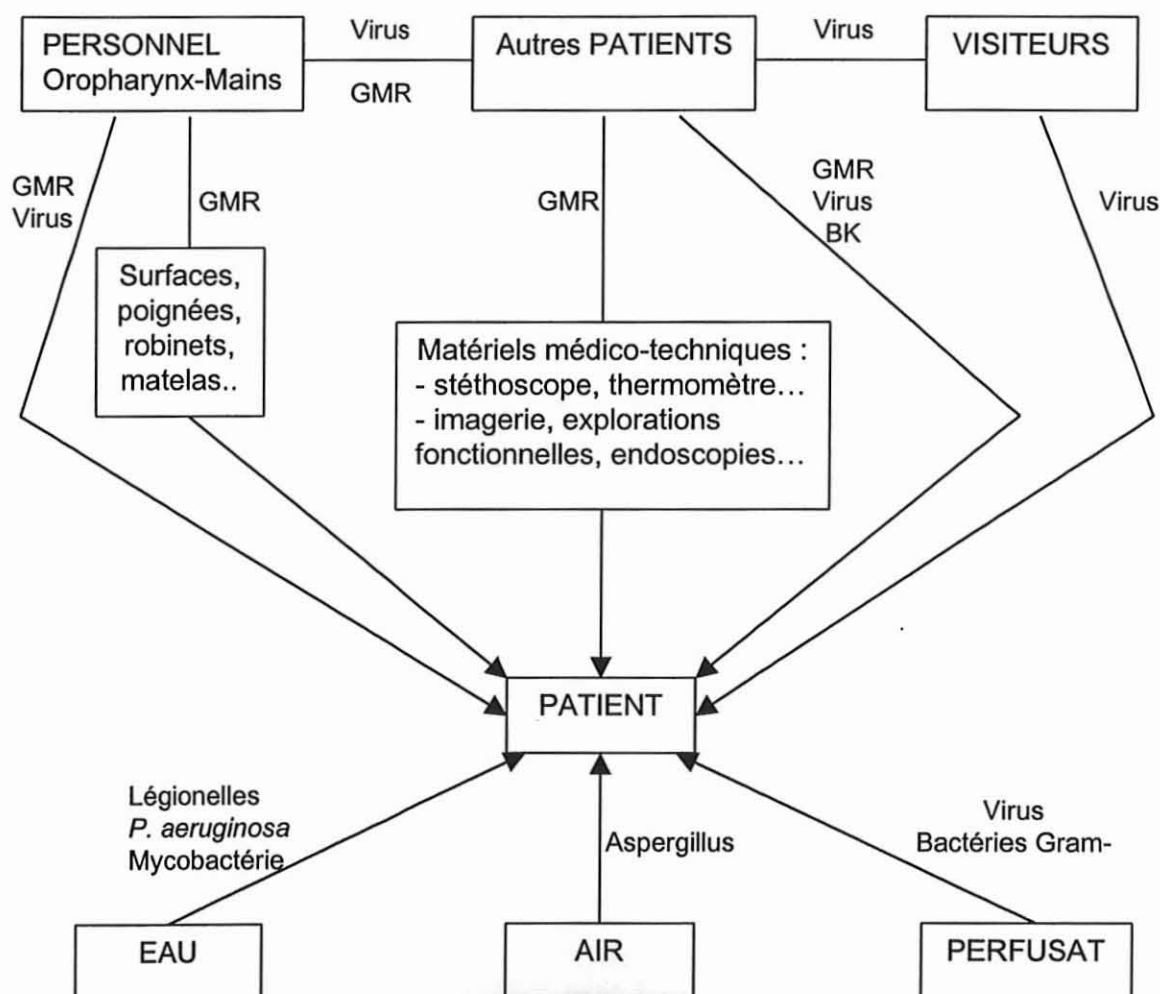 PERSONNEL
Oropharynx-Mains
Virus
GMR
Autres PATIENTS
Virus
VISITEURS
GMR
Virus
GMR
GMR
GMR
Virus
BK
Virus
Surfaces,
poignées,
robinets,
matelas..
Matériels médico-techniques :
- stéthoscope, thermomètre...
- imagerie, explorations
fonctionnelles, endoscopies...
PATIENT
Légionelles
P. aeruginosa
Mycobactérie
Aspergillus
Virus
Bactéries Gram-
EAU
AIR
PERFUSAT